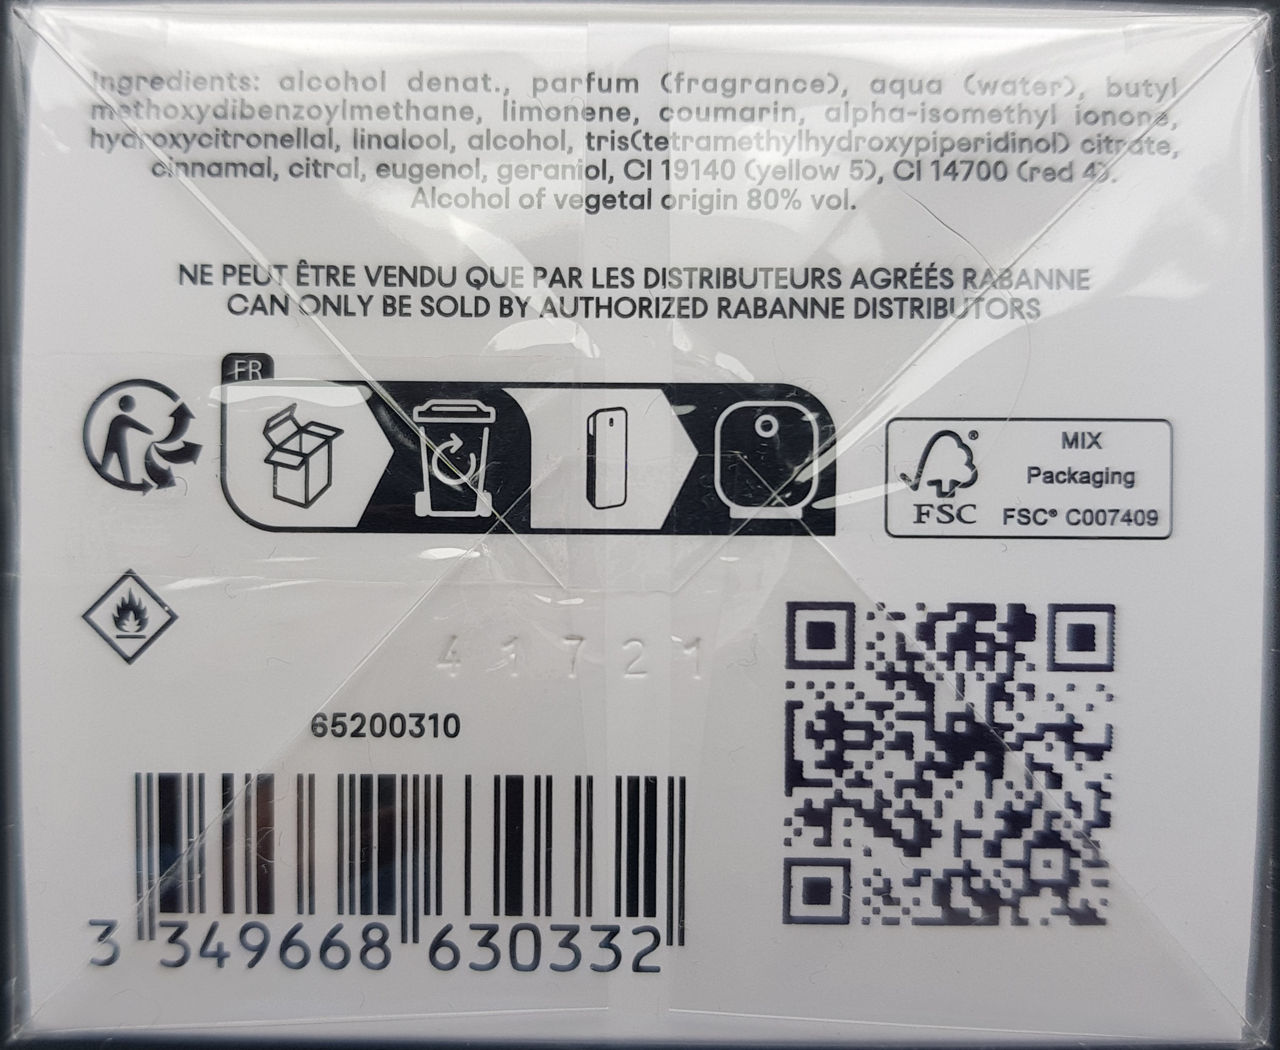 Ingredients: alcohol denat., parfum (fragrance), aqua (water), butyl
methoxydibenzoylmethane, limonene, coumarin, alpha-isomethyl ionone,
hydroxycitronellal, linalool, alcohol, tris(tetramethylhydroxypiperidinol) citrate,
cinnamal, citral, eugenol, geraniol, CI 19140 (yellow 5), CI 14700 (red 4).
Alcohol of vegetal origin 80% vol.
NE PEUT ÊTRE VENDU QUE PAR LES DISTRIBUTEURS AGRÉÉS RABANNE
CAN ONLY BE SOLD BY AUTHORIZED RABANNE DISTRIBUTORS
FR
MIX
Packaging
FSC® C007409
®
FSC
41721
65200310
3 349668 630332